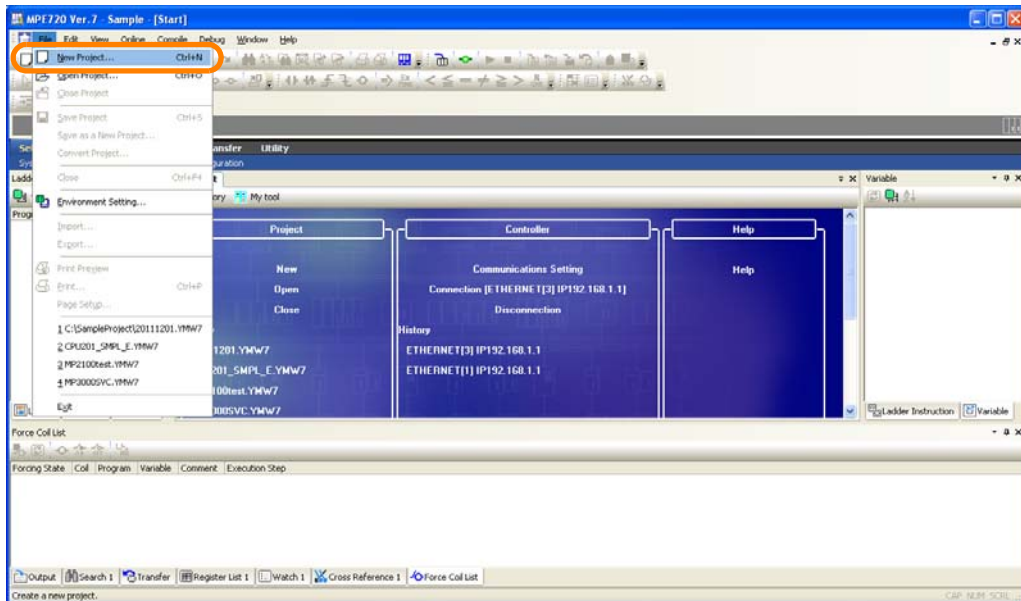 MPE720 Ver.7 - Sample - [Start]
File Edit View Online Compile Debug Window Help
New Project... Ctrl+N
Open Project... Ctrl+O
Close Project
Save Project Ctrl+S
Save as a New Project...
Convert Project...
Close Ctrl+F4
Environment Setting...
Import...
Export...
Print Preview
Print... Ctrl+P
Page Setup...
1 C:\SampleProject\20111201.YMW7
2 CPU201_SMPL_E.YMW7
3 MP2100test.YMW7
4 MP3000SVC.YMW7
Exit
Utility
My tool
Project
New
Open
Close
1201.YMW7
201_SMPL_E.YMW7
100test.YMW7
000SVC.YMW7
Controller
Communications Setting
Connection [ETHERNET[3] IP192.168.1.1]
Disconnection
History
ETHERNET[3] IP192.168.1.1
ETHERNET[1] IP192.168.1.1
Help
Help
Variable
Ladder Instruction Variable
Force Coil List
Forcing State Coil Program Variable Comment Execution Step
Output Search 1 Transfer Register List 1 Watch 1 Cross Reference 1 Force Coil List
Create a new project.
CAP NUM SCRL